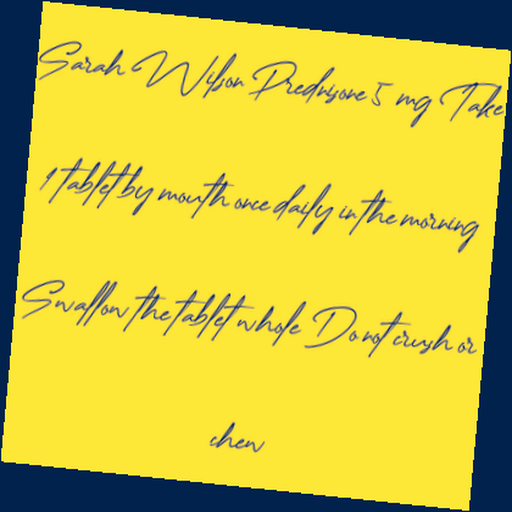 Sarah Wilson Prednisone 5 mg Take
1 tablet by mouth once daily in the morning
Swallow the tablet whole Do not crush or
chew